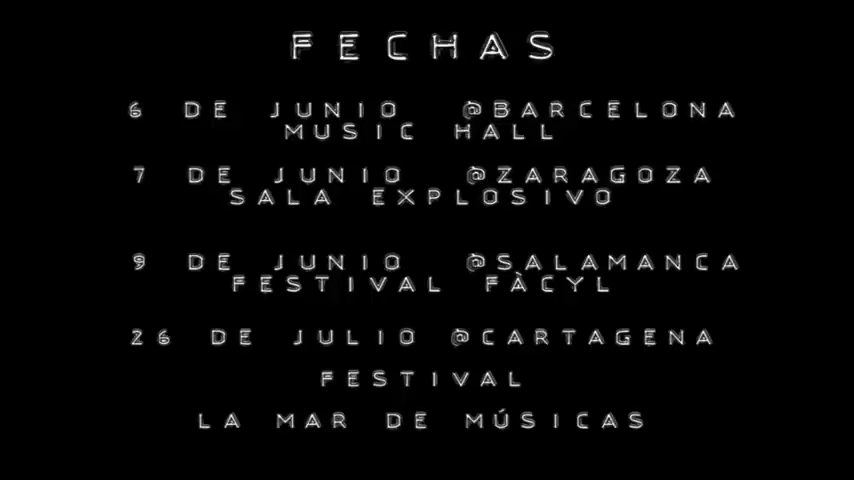 FECHAS
6 DE JUNIO @BARCELONA
MUSIC HALL
7 DE JUNIO @ZARAGOZA
SALA EXPLOSIVO
9 DE JUNIO @SALAMANCA
FESTIVAL FÀCYL
26 DE JULIO @CARTAGENA
FESTIVAL
LA MAR DE MÚSICAS